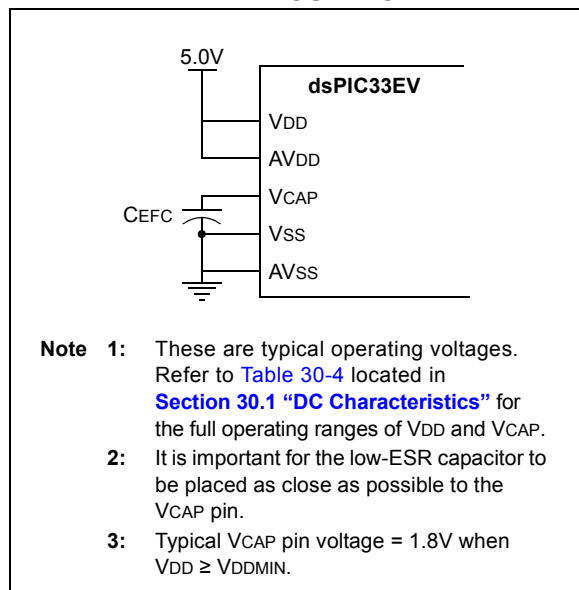 5.0V
dsPIC33EV
VDD
AVDD
VCAP
CEFC
VSS
AVSS
Note 1: These are typical operating voltages.
Refer to Table 30-4 located in
Section 30.1 “DC Characteristics” for
the full operating ranges of VDD and VCAP.
2: It is important for the low-ESR capacitor to
be placed as close as possible to the
VCAP pin.
3: Typical VCAP pin voltage = 1.8V when
VDD ≥ VDDMIN.